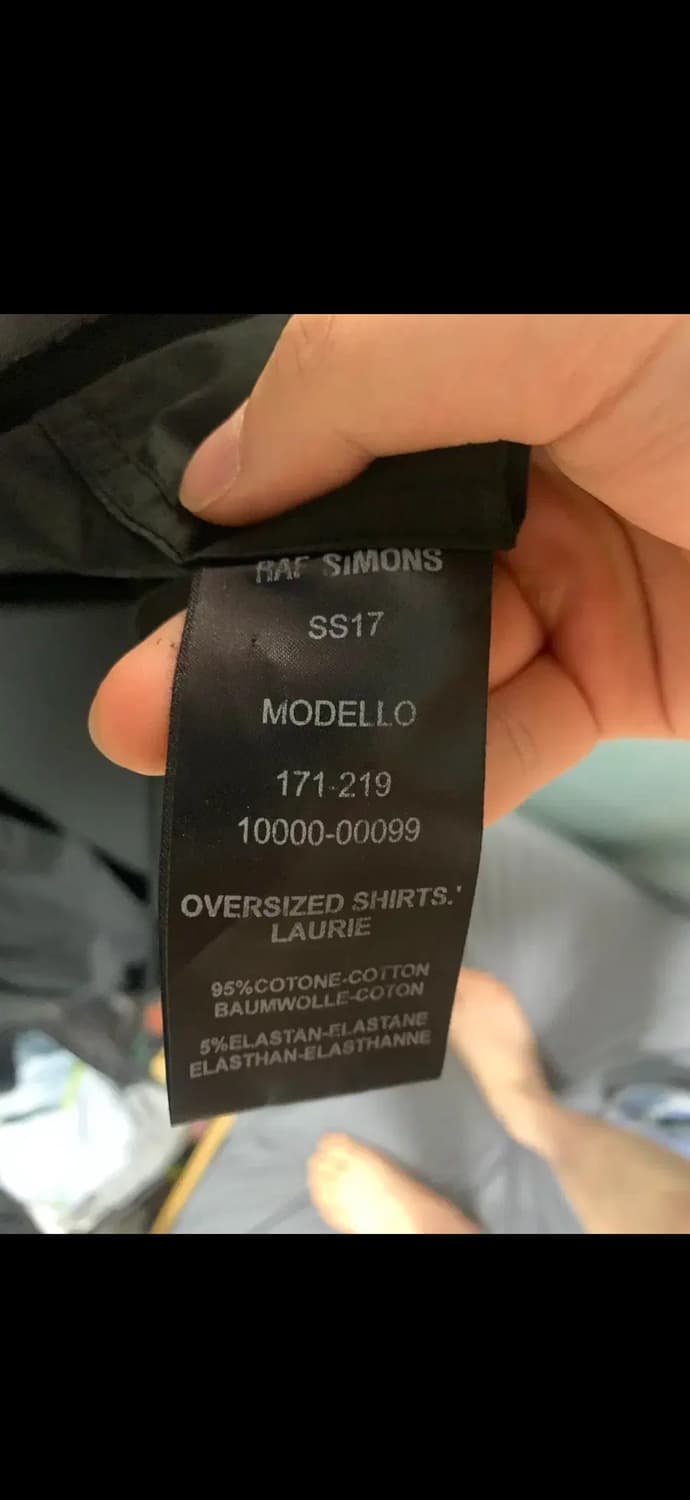 RAF SIMONS
SS17
MODELLO
171-219
10000-00099
OVERSIZED SHIRTS.'
LAURIE
95%COTONE-COTTON
BAUMWOLLE-COTON
5%ELASTAN-ELASTANE
ELASTHAN-ELASTHANNE